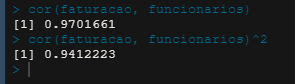 > cor(faturacao, funcionarios)
[1] 0.9701661
> cor(faturacao, funcionarios)^2
[1] 0.9412223
>